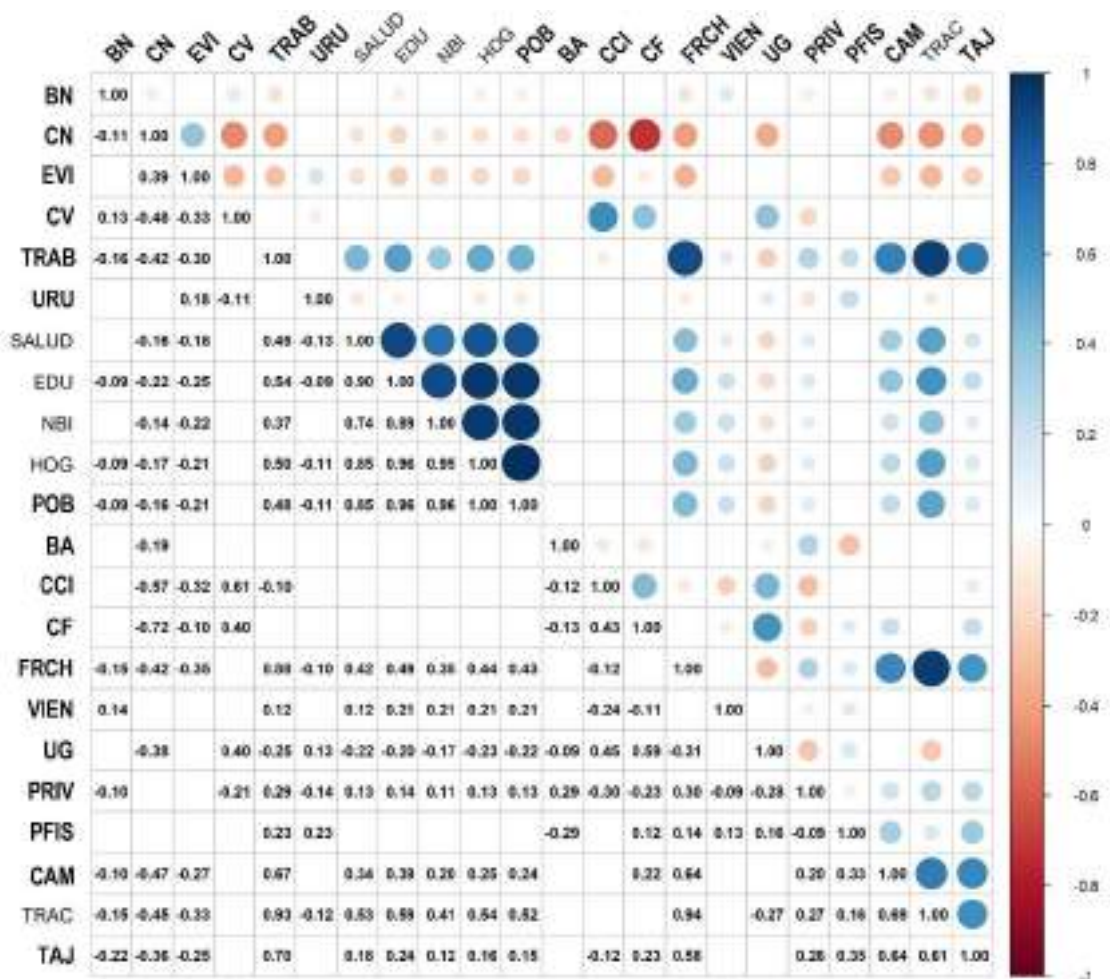 BN CN EVI CV TRAB URU SALUD EDU NBI HOG POB BA CCI CF FRCH VIEN UG PRIV PFIS CAM TRAC TAJ
BN 1.00
CN -0.11 1.00
EVI 0.39 1.00
CV 0.13 -0.48 -0.33 1.00
TRAB -0.16 -0.42 -0.30 1.00
URU 0.18 -0.11 1.00
SALUD -0.16 -0.18 -0.13 1.00
EDU -0.09 -0.22 -0.25 0.54 -0.09 0.90 1.00
NBI -0.14 -0.22 0.37 0.74 0.89 1.00
HOG -0.09 -0.17 -0.21 0.50 -0.11 0.85 0.96 0.95 1.00
POB -0.09 -0.16 -0.21 0.48 -0.11 0.85 0.96 0.96 1.00 1.00
BA -0.19 1.00
CCI -0.57 -0.32 0.61 -0.10 -0.12 1.00
CF -0.72 -0.10 0.40 -0.13 0.43 1.00
FRCH -0.42 0.88 -0.10 0.42 0.49 0.44 0.43 -0.12 1.00
VIEN 0.14 0.12 0.12 0.21 0.21 0.21 0.21 -0.24 -0.11 1.00
UG -0.38 0.40 -0.25 0.13 -0.22 -0.20 -0.17 -0.23 -0.22 -0.09 0.45 0.59 -0.31 1.00
PRIV -0.10 -0.21 0.29 -0.14 0.13 0.14 0.11 0.13 0.13 0.29 -0.30 -0.23 0.30 -0.09 -0.28 1.00
PFIS 0.23 0.23 -0.29 0.12 0.14 0.13 0.16 -0.09 1.00
CAM -0.10 -0.47 -0.27 0.67 0.34 0.39 0.20 0.25 0.24 0.22 0.64 0.20 0.33 1.00
TRAC -0.15 -0.45 -0.33 0.93 -0.12 0.53 0.59 0.41 0.54 0.52 0.94 -0.27 0.27 0.16 0.69 1.00
TAJ -0.22 -0.36 -0.25 0.70 0.18 0.24 0.12 0.16 0.15 -0.12 0.23 0.58 0.35 0.64 0.61 1.00
1
0.8
0.6
0.4
0.2
0
-0.2
-0.4
-0.6
-0.8
-1